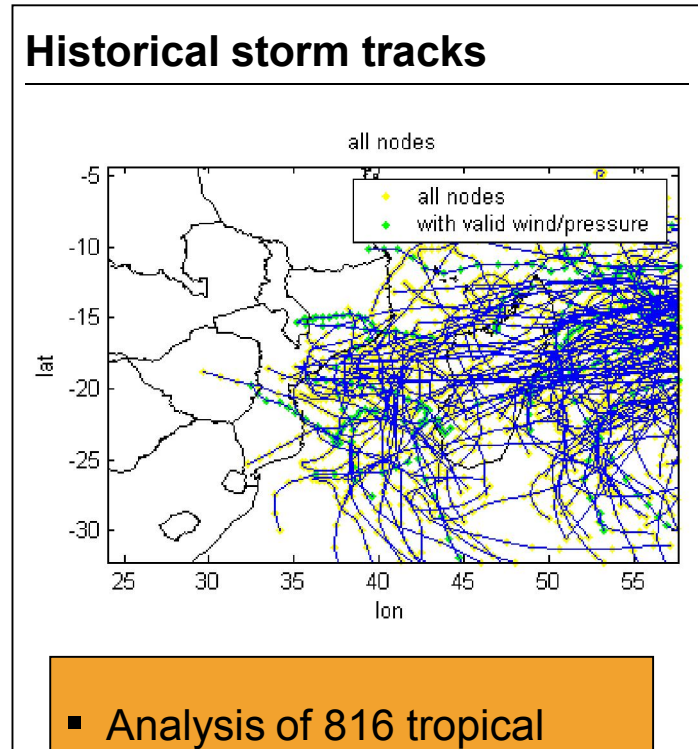 Historical storm tracks
all nodes
all nodes
with valid wind/pressure
-5
-10
-15
-20
-25
-30
lat
25 30 35 40 45 50 55
lon
▪ Analysis of 816 tropical